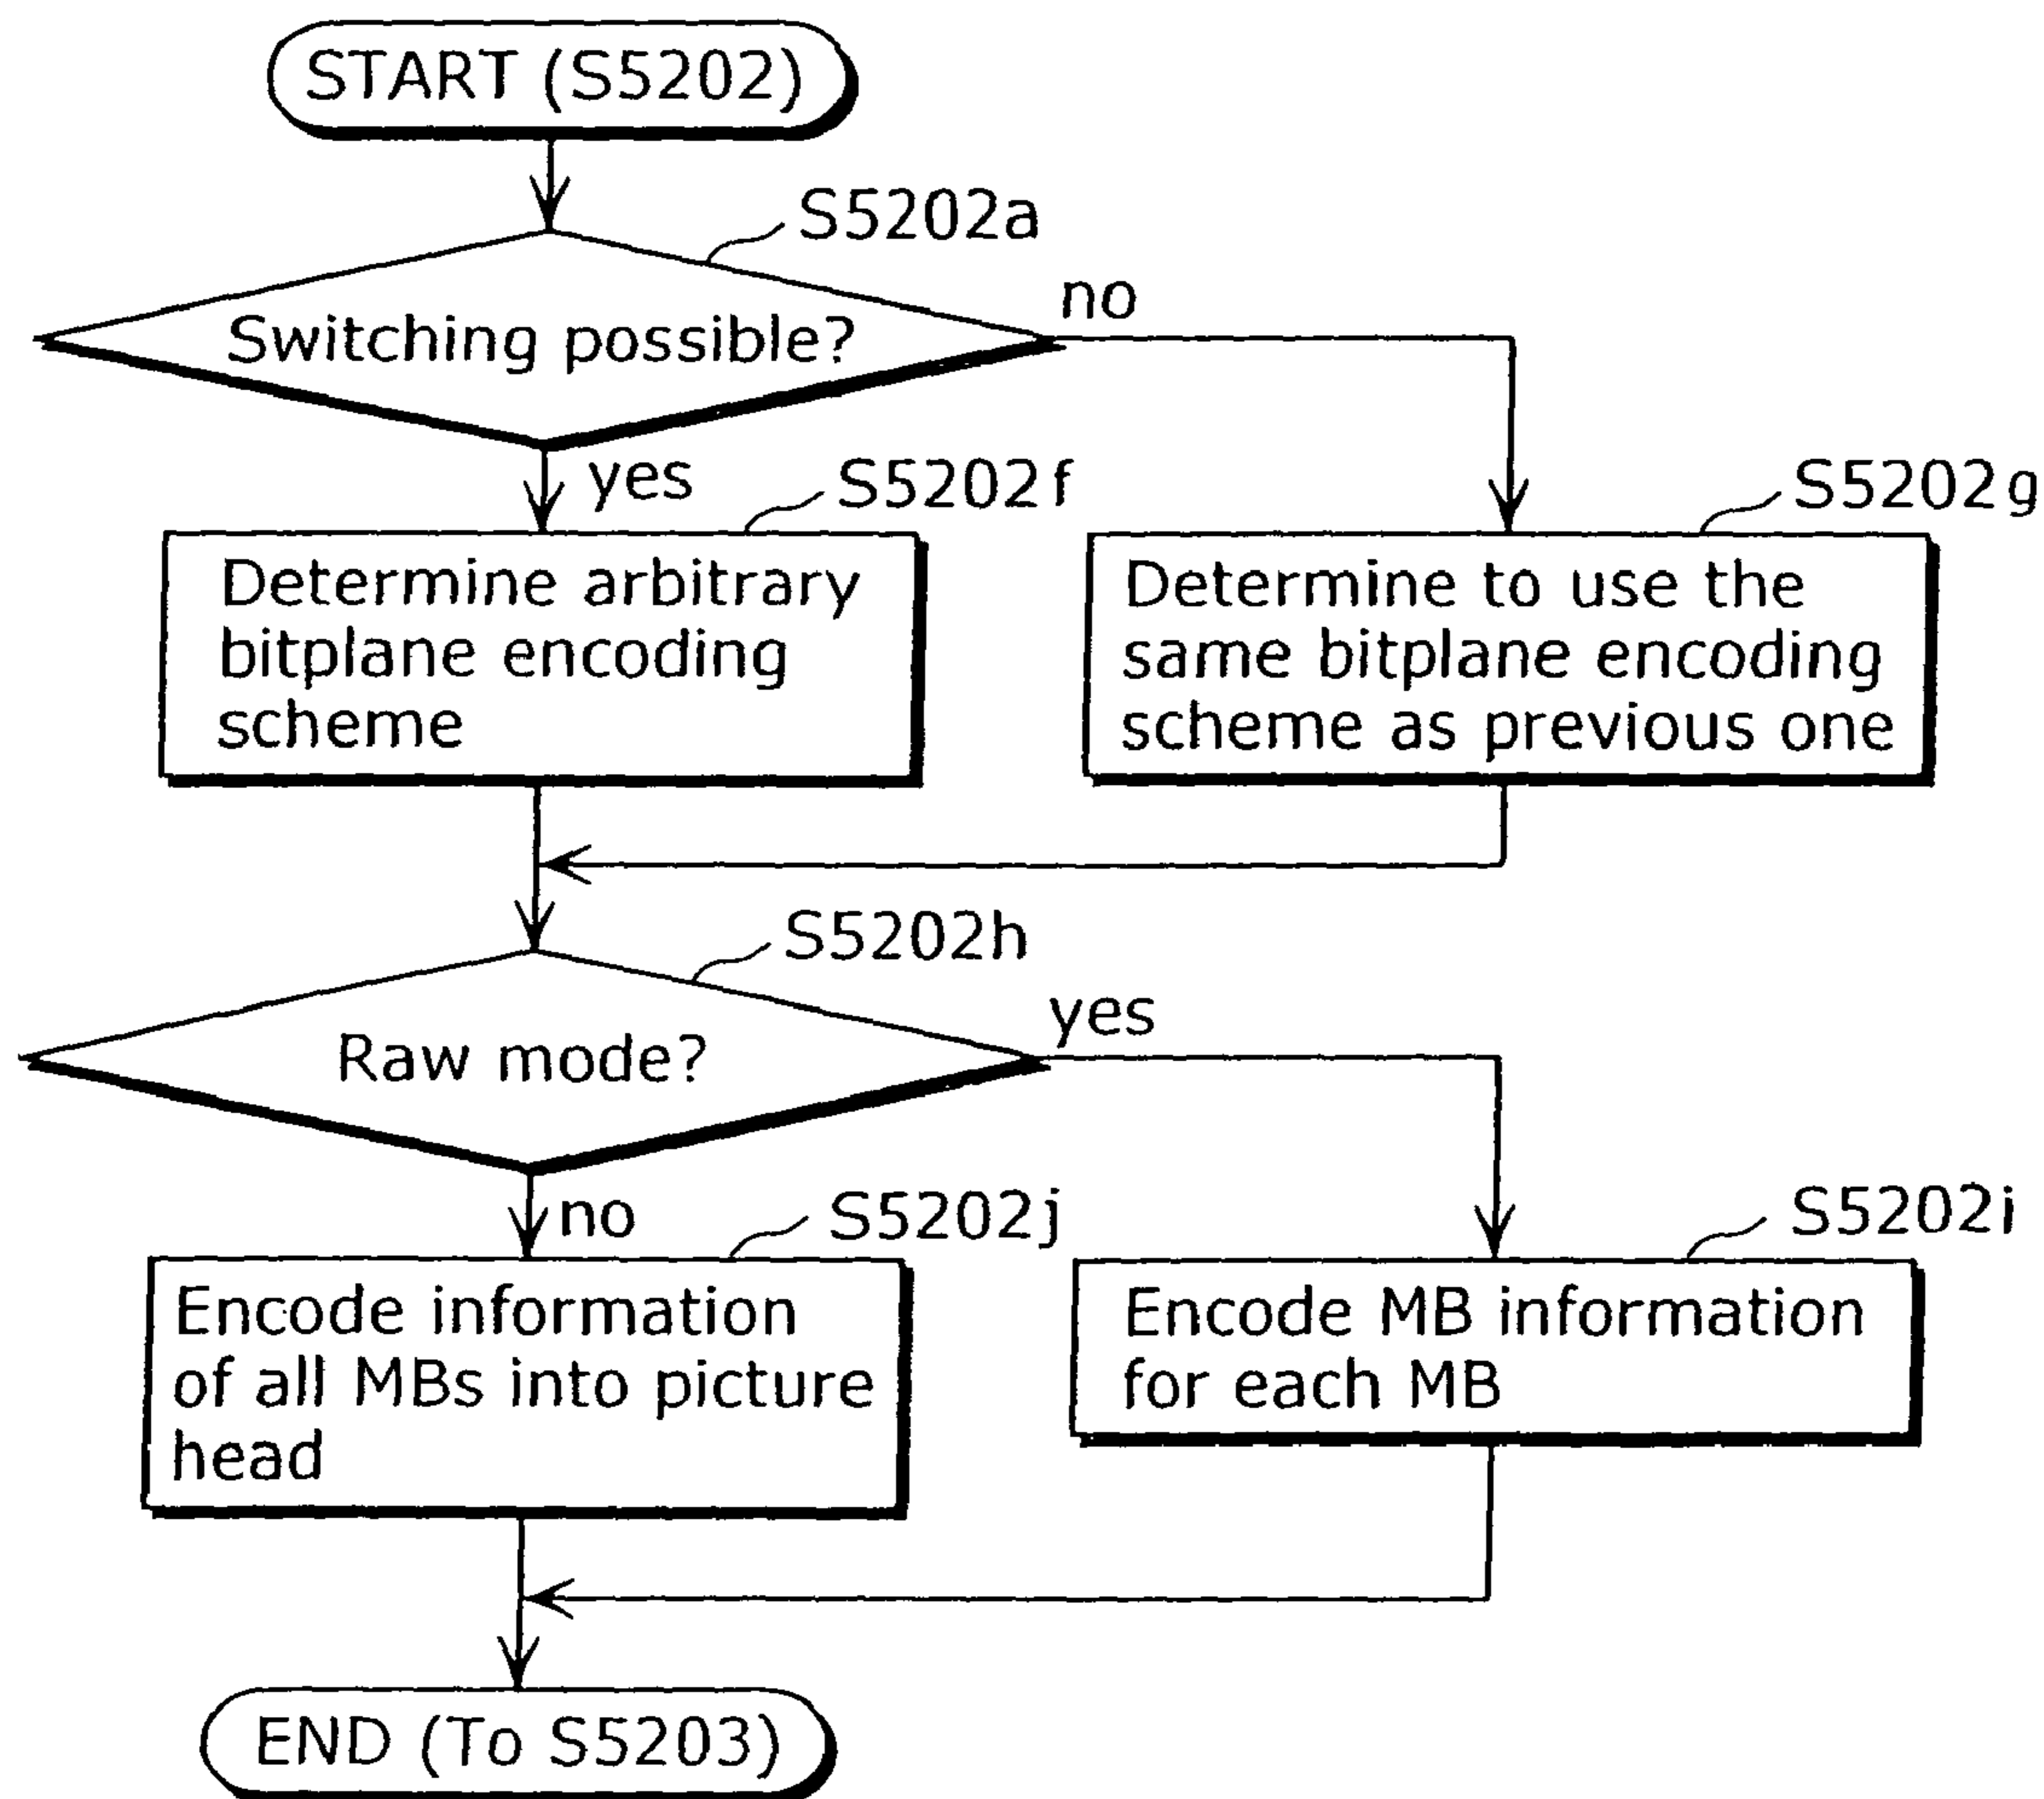 START (S5202)
S5202a
Switching possible?
no
yes
S5202f
S5202g
Determine arbitrary
bitplane encoding
scheme
Determine to use the
same bitplane encoding
scheme as previous one
S5202h
Raw mode?
yes
no
S5202j
S5202i
Encode information
of all MBs into picture
head
Encode MB information
for each MB
END (To S5203)